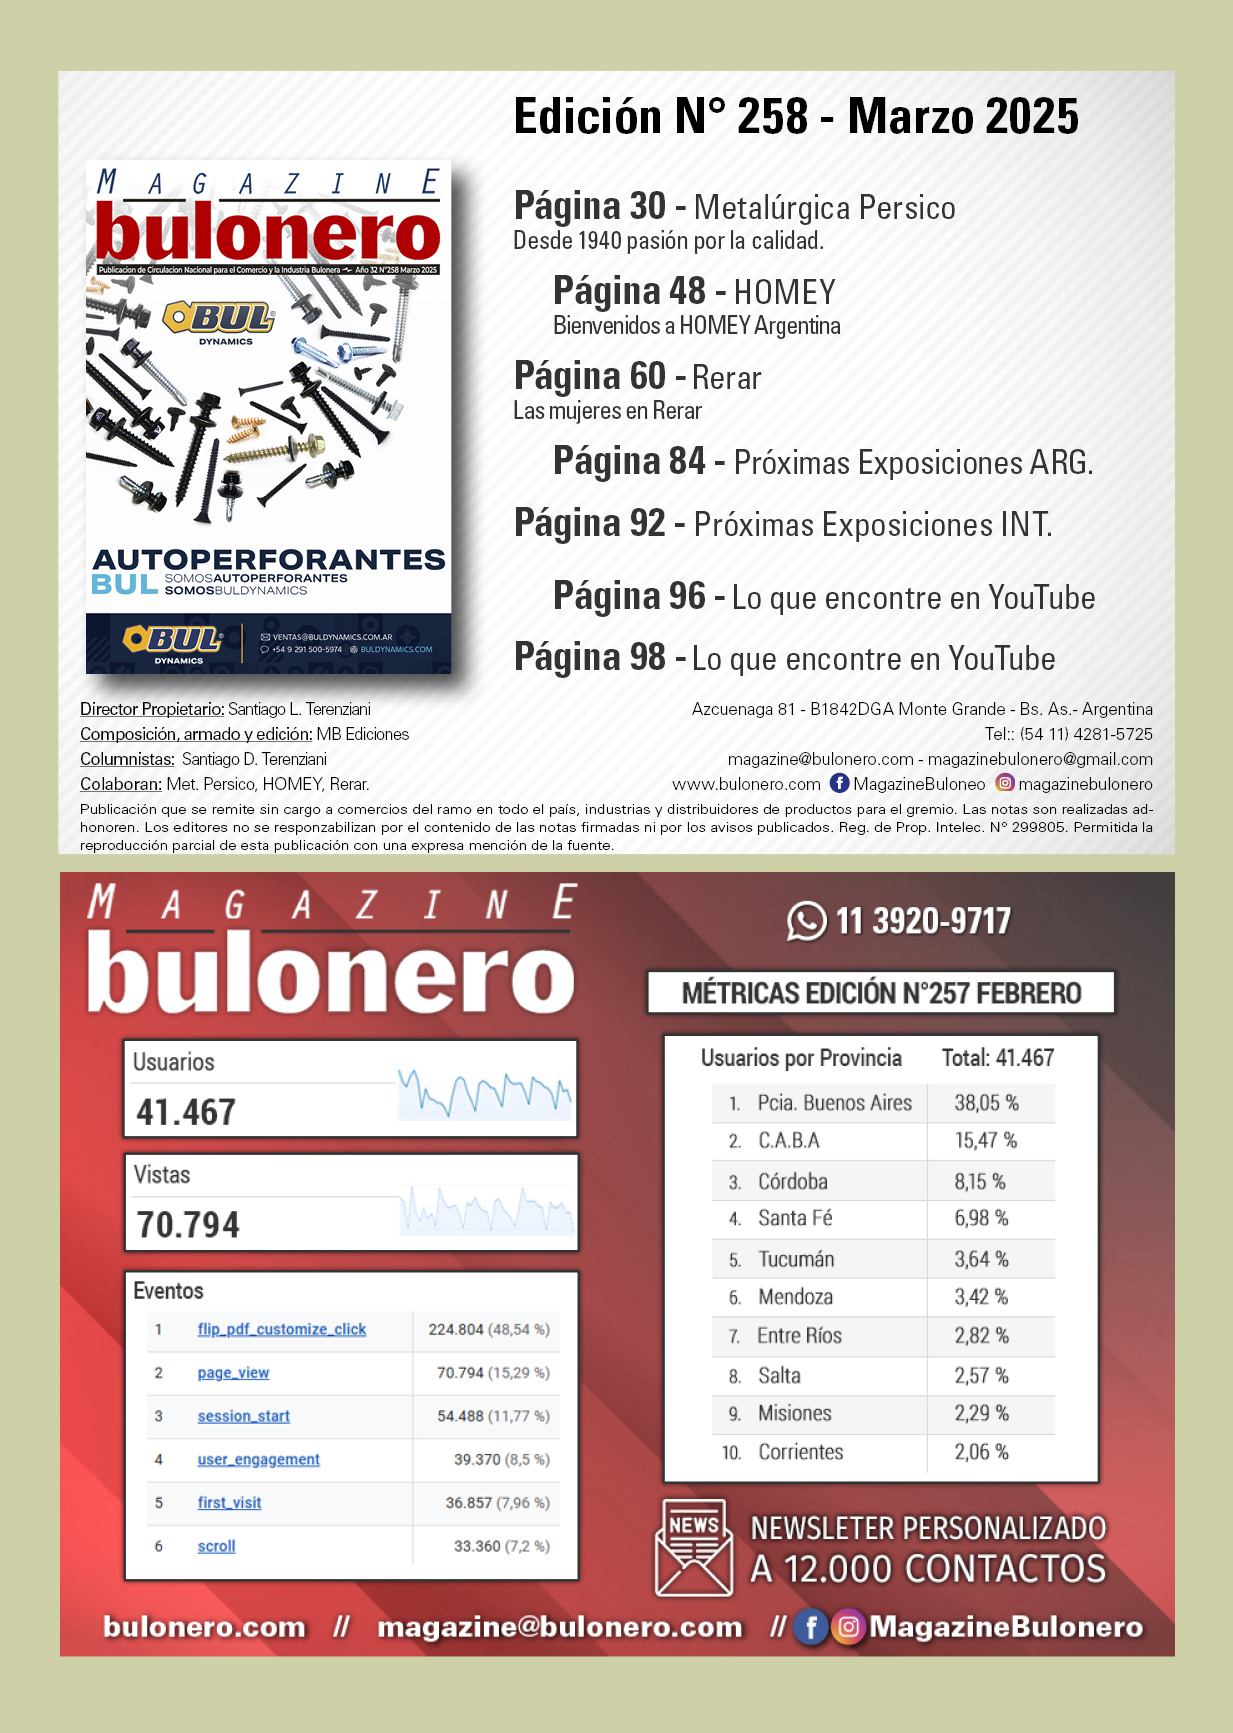 Edición N° 258 - Marzo 2025
MAGAZINE
bulonero
Publicacion de Circulacion Nacional para el Comercio y la Industria Bulonera Año 32 N°258 Marzo 2025
BUL®
DYNAMICS
AUTOPERFORANTES
BUL SOMOSAUTOPERFORANTES
SOMOSBULDYNAMICS
BUL®
DYNAMICS
VENTAS@BULDYNAMICS.COM.AR
+54 9 291 500-5974 BULDYNAMICS.COM
Página 30 - Metalúrgica Persico
Desde 1940 pasión por la calidad.
Página 48 - HOMEY
Bienvenidos a HOMEY Argentina
Página 60 - Rerar
Las mujeres en Rerar
Página 84 - Próximas Exposiciones ARG.
Página 92 - Próximas Exposiciones INT.
Página 96 - Lo que encontre en YouTube
Página 98 - Lo que encontre en YouTube
Director Propietario: Santiago L. Terenziani
Composición, armado y edición: MB Ediciones
Columnistas: Santiago D. Terenziani
Colaboran: Met. Persico, HOMEY, Rerar.
Azcuenaga 81 - B1842DGA Monte Grande - Bs. As.- Argentina
Tel:: (54 11) 4281-5725
magazine@bulonero.com - magazinebulonero@gmail.com
www.bulonero.com MagazineBuloneo magazinebulonero
Publicación que se remite sin cargo a comercios del ramo en todo el país, industrias y distribuidores de productos para el gremio. Las notas son realizadas ad-
honoren. Los editores no se responzabilizan por el contenido de las notas firmadas ni por los avisos publicados. Reg. de Prop. Intelec. N° 299805. Permitida la
reproducción parcial de esta publicación con una expresa mención de la fuente.
MAGAZINE
bulonero
11 3920-9717
MÉTRICAS EDICIÓN N°257 FEBRERO
Usuarios
41.467
Vistas
70.794
Eventos
1 flip_pdf_customize_click 224.804 (48,54 %)
2 page_view 70.794 (15,29 %)
3 session_start 54.488 (11,77 %)
4 user_engagement 39.370 (8,5 %)
5 first_visit 36.857 (7,96 %)
6 scroll 33.360 (7,2 %)
Usuarios por Provincia Total: 41.467
1. Pcia. Buenos Aires 38,05 %
2. C.A.B.A 15,47 %
3. Córdoba 8,15 %
4. Santa Fé 6,98 %
5. Tucumán 3,64 %
6. Mendoza 3,42 %
7. Entre Ríos 2,82 %
8. Salta 2,57 %
9. Misiones 2,29 %
10. Corrientes 2,06 %
NEWS
NEWSLETER PERSONALIZADO
A 12.000 CONTACTOS
bulonero.com // magazine@bulonero.com // MagazineBulonero